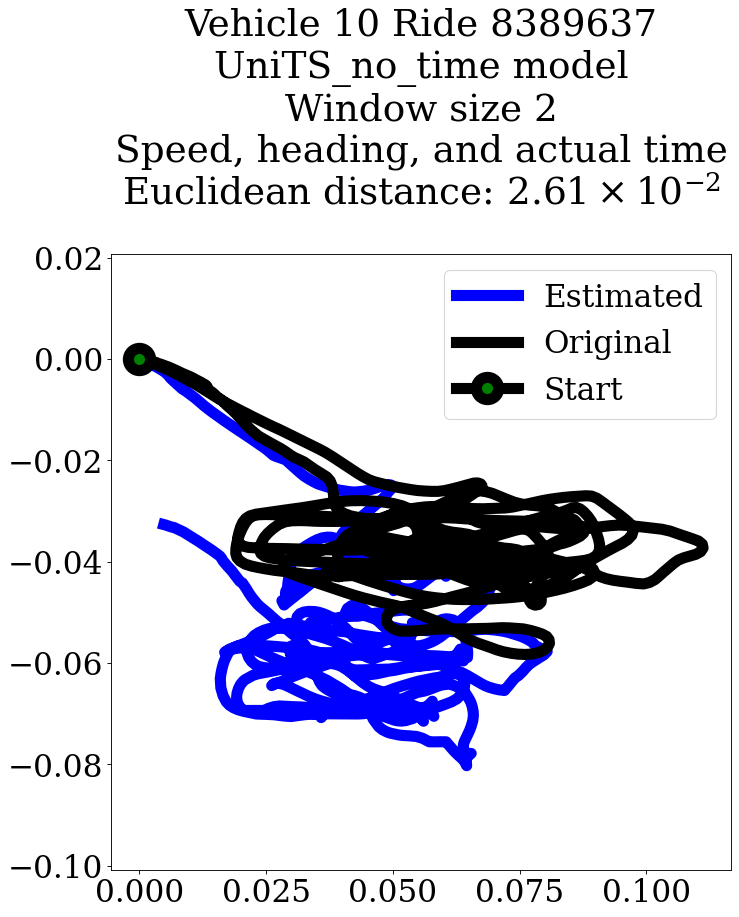 Vehicle 10 Ride 8389637
UniTS_no_time model
Window size 2
Speed, heading, and actual time
Euclidean distance: 2.61 × 10⁻²
Estimated
Original
Start
0.02
0.00
−0.02
−0.04
−0.06
−0.08
−0.10
0.000 0.025 0.050 0.075 0.100